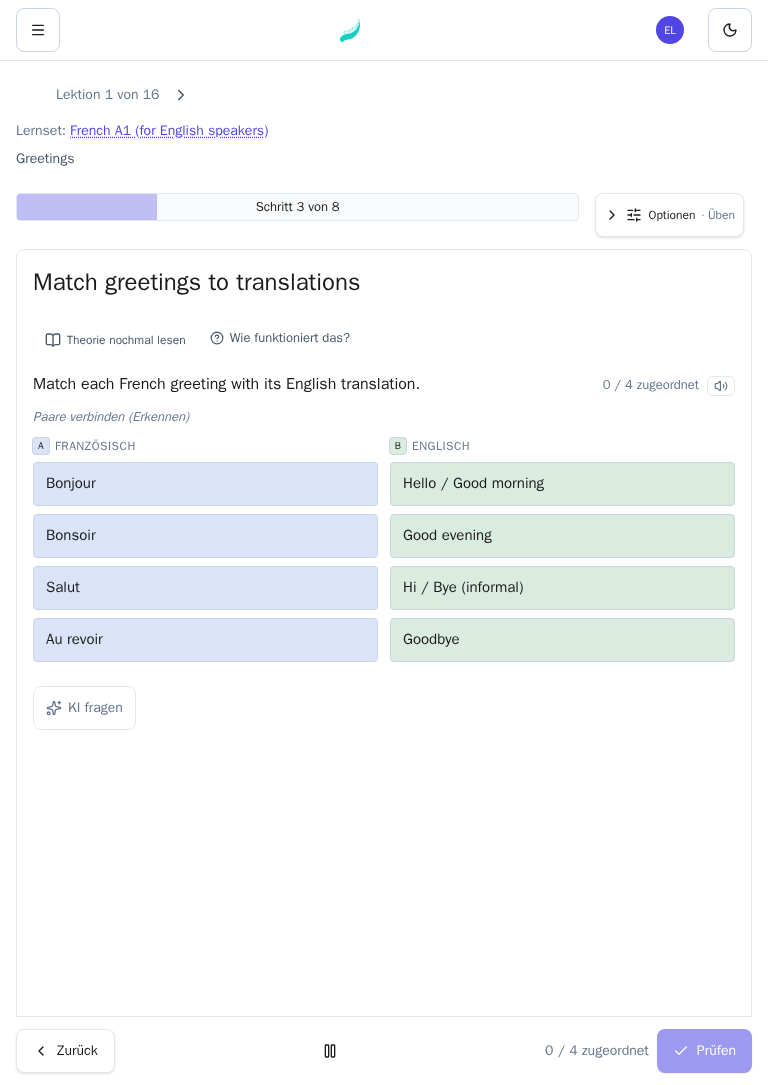 EL
Lektion 1 von 16
Lernset: French A1 (for English speakers)
Greetings
Schritt 3 von 8
Optionen · Üben
Match greetings to translations
Theorie nochmal lesen
Wie funktioniert das?
Match each French greeting with its English translation.
0 / 4 zugeordnet
Paare verbinden (Erkennen)
A FRANZÖSISCH
B ENGLISCH
Bonjour
Hello / Good morning
Bonsoir
Good evening
Salut
Hi / Bye (informal)
Au revoir
Goodbye
KI fragen
Zurück
0 / 4 zugeordnet
Prüfen